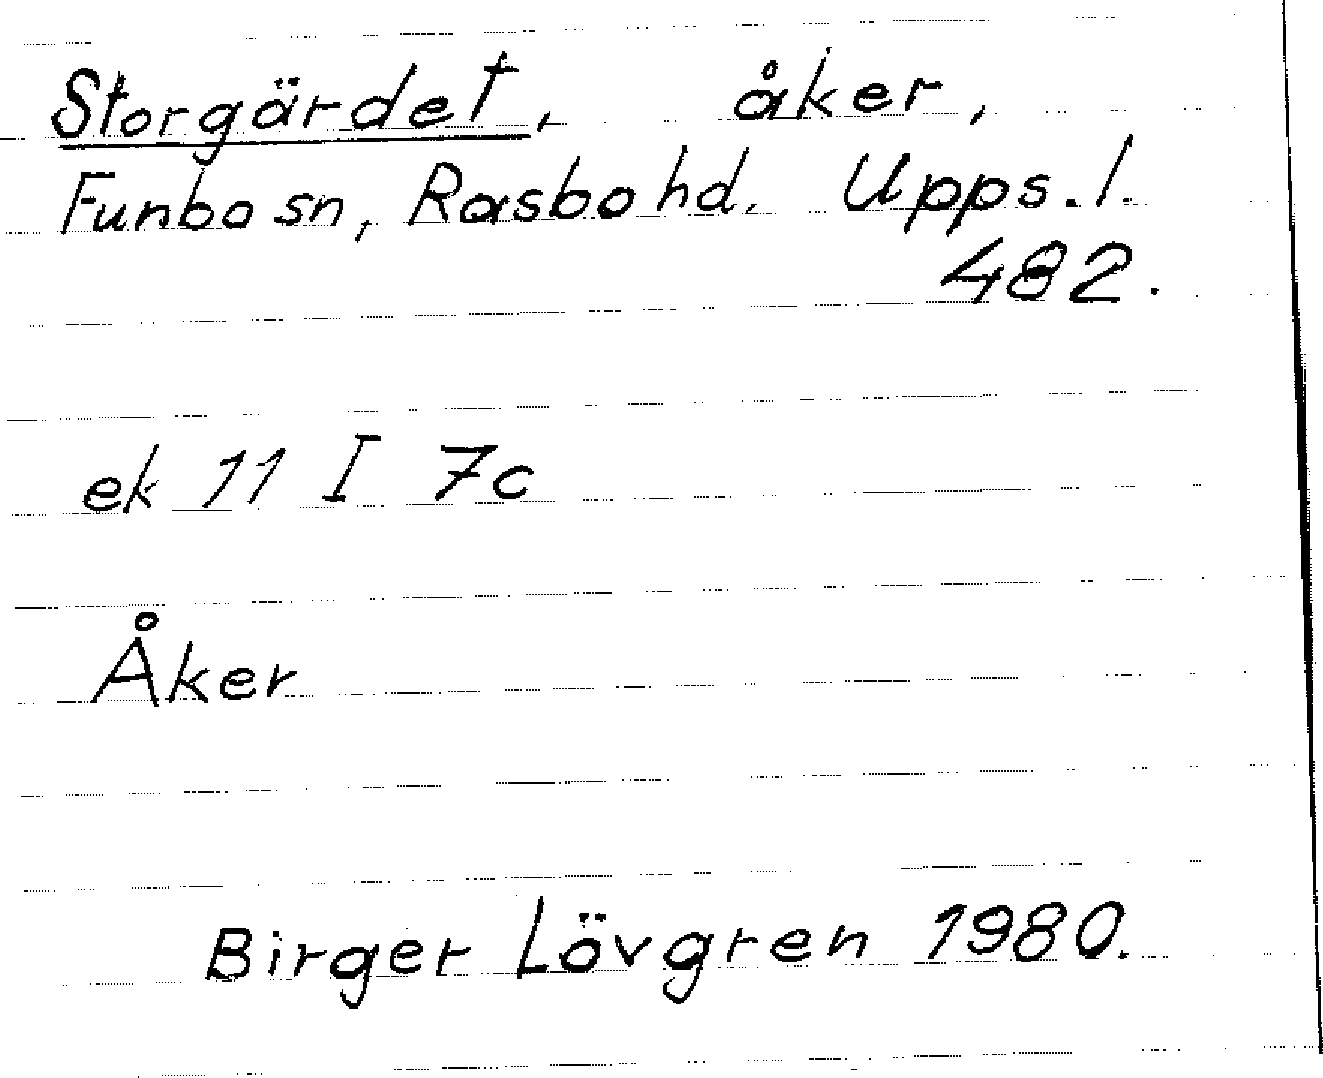 Storgärdet, åker,
Funbo sn, Rasbo hd. Upps. l.
482.
ek 11 I 7c
Åker
Birger Lövgren 1980.